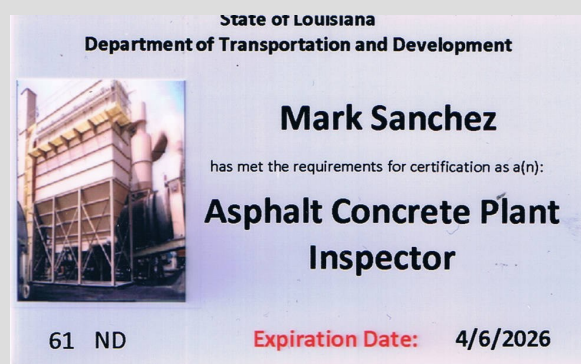 State of Louisiana
Department of Transportation and Development
Mark Sanchez
has met the requirements for certification as a(n):
Asphalt Concrete Plant
Inspector
61 ND
Expiration Date: 4/6/2026